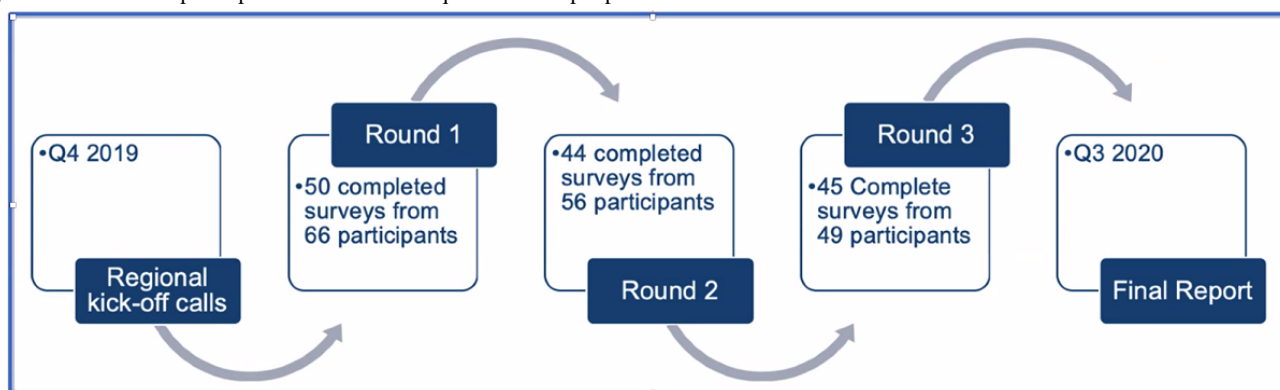 •Q4 2019
Regional
kick-off calls
Round 1
•50 completed
surveys from
66 participants
•44 completed
surveys from
56 participants
Round 2
Round 3
•45 Complete
surveys from
49 participants
•Q3 2020
Final Report